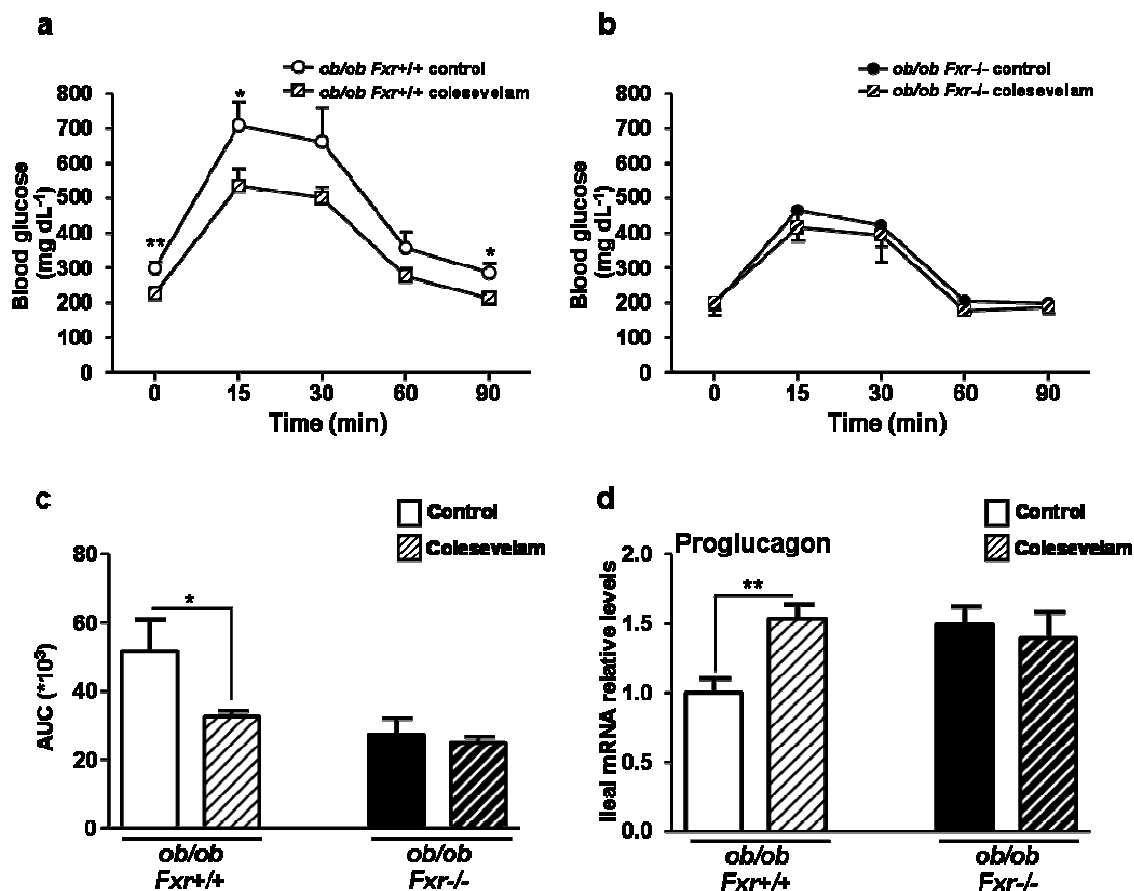 a
ob/ob Fxr+/+ control
ob/ob Fxr+/+ colesevelam
Blood glucose
(mg dL-1)
800
700
600
500
400
300
200
100
0
*
**
*
0 15 30 60 90
Time (min)
b
ob/ob Fxr-/- control
ob/ob Fxr-/- colesevelam
Blood glucose
(mg dL-1)
800
700
600
500
400
300
200
100
0
0 15 30 60 90
Time (min)
c
Control
Colesevelam
AUC (*10³)
80
60
40
20
0
*
ob/ob
Fxr+/+
ob/ob
Fxr-/-
d
Control
Colesevelam
Proglucagon
Ileal mRNA relative levels
2.0
1.5
1.0
0.5
0.0
**
ob/ob
Fxr+/+
ob/ob
Fxr-/-